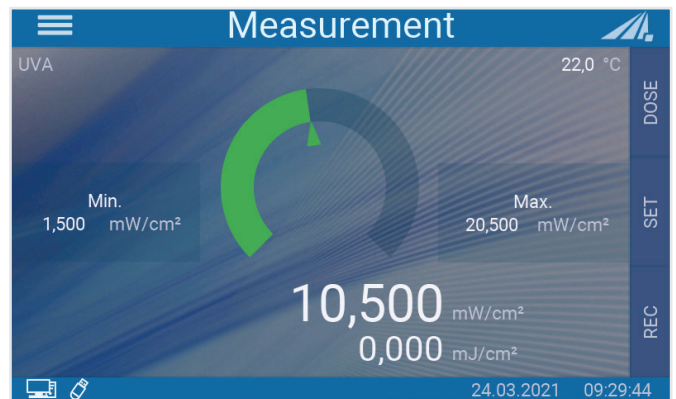 Measurement
UVA
22,0 °C
DOSE
Min.
1,500 mW/cm²
Max.
20,500 mW/cm²
SET
10,500 mW/cm²
0,000 mJ/cm²
REC
24.03.2021 09:29:44